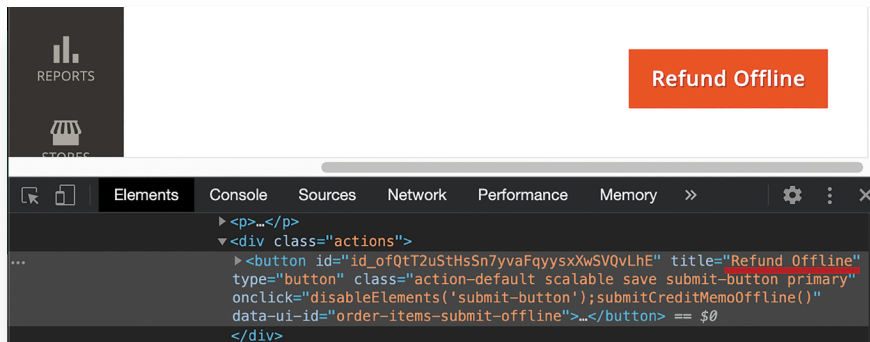 REPORTS
Refund Offline
STORES
Elements Console Sources Network Performance Memory »
▶<p>…</p>
▼<div class="actions">
… ▶<button id="id_ofQtT2uStHsSn7yvaFqyysxXwSVQvLhE" title="Refund Offline"
type="button" class="action-default scalable save submit-button primary"
onclick="disableElements('submit-button');submitCreditMemoOffline()"
data-ui-id="order-items-submit-offline">…</button> == $0
</div>